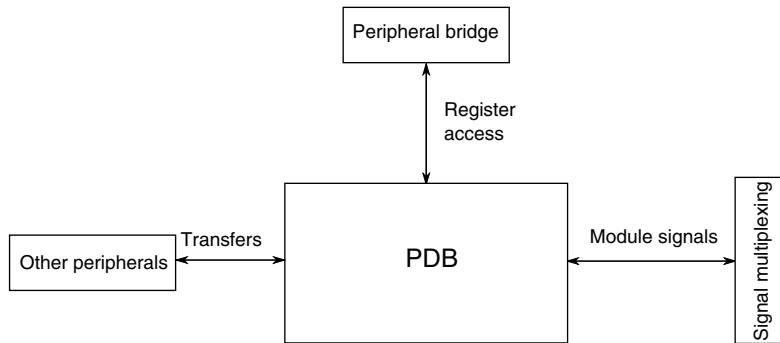 Peripheral bridge
Register
access
Transfers
Other peripherals
PDB
Module signals
Signal multiplexing